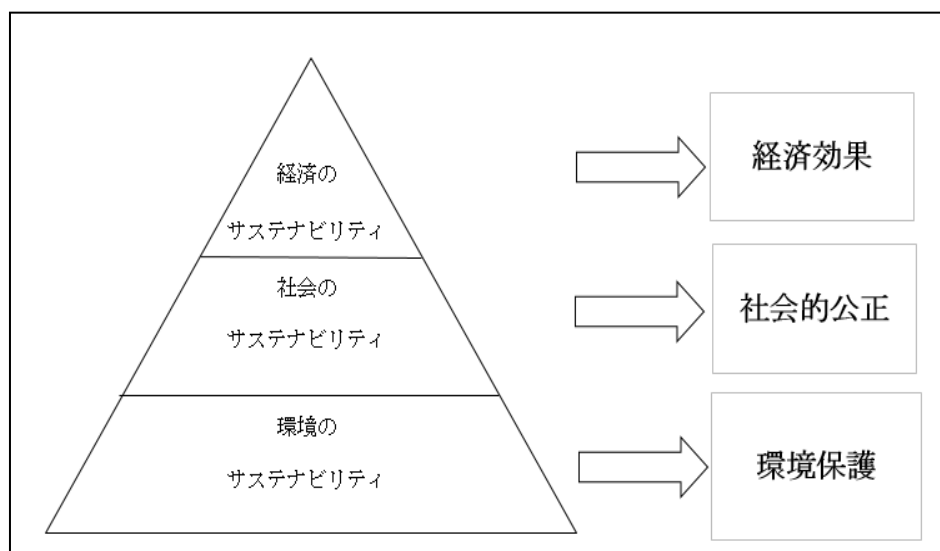 経済の
サステナビリティ
経済効果
社会の
サステナビリティ
社会的公正
環境の
サステナビリティ
環境保護